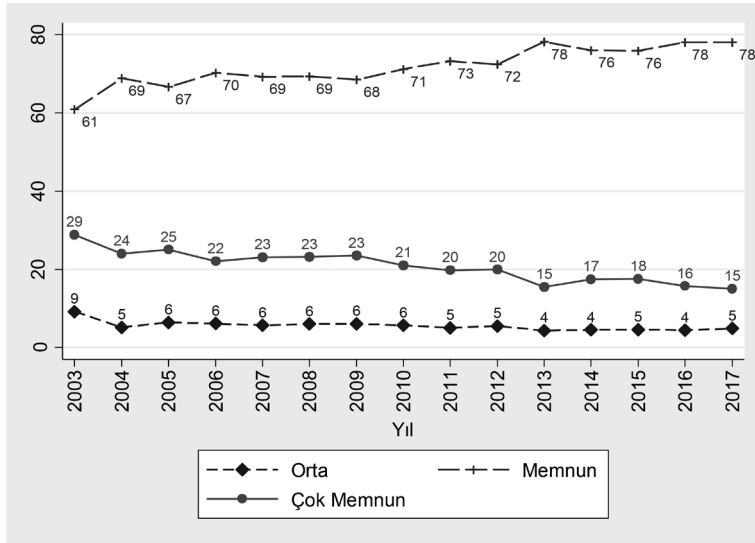 80
60
40
20
0
61 69 67 70 69 69 68 71 73 72 78 76 76 78 78
29 24 25 22 23 23 23 21 20 20 15 17 18 16 15
9 5 6 6 6 6 6 6 5 5 4 4 5 4 5
2003 2004 2005 2006 2007 2008 2009 2010 2011 2012 2013 2014 2015 2016 2017
Yıl
Orta Memnun
Çok Memnun